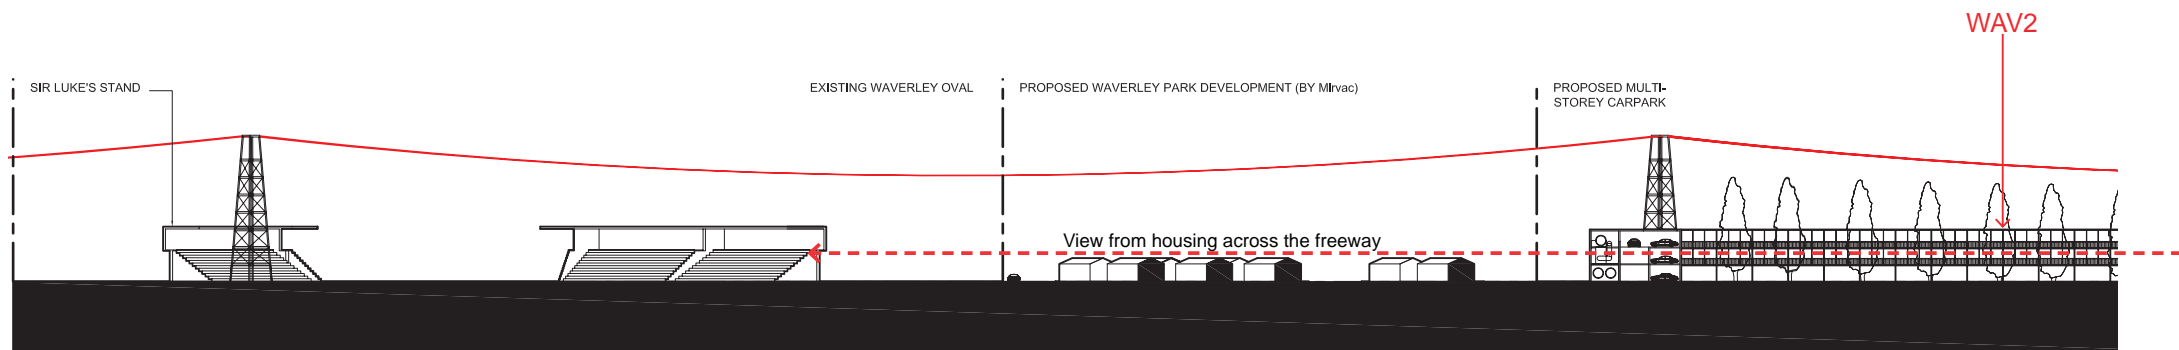 WAV2
SIR LUKE'S STAND
EXISTING WAVERLEY OVAL
PROPOSED WAVERLEY PARK DEVELOPMENT (BY MIrvac)
PROPOSED MULTI-
STOREY CARPARK
View from housing across the freeway